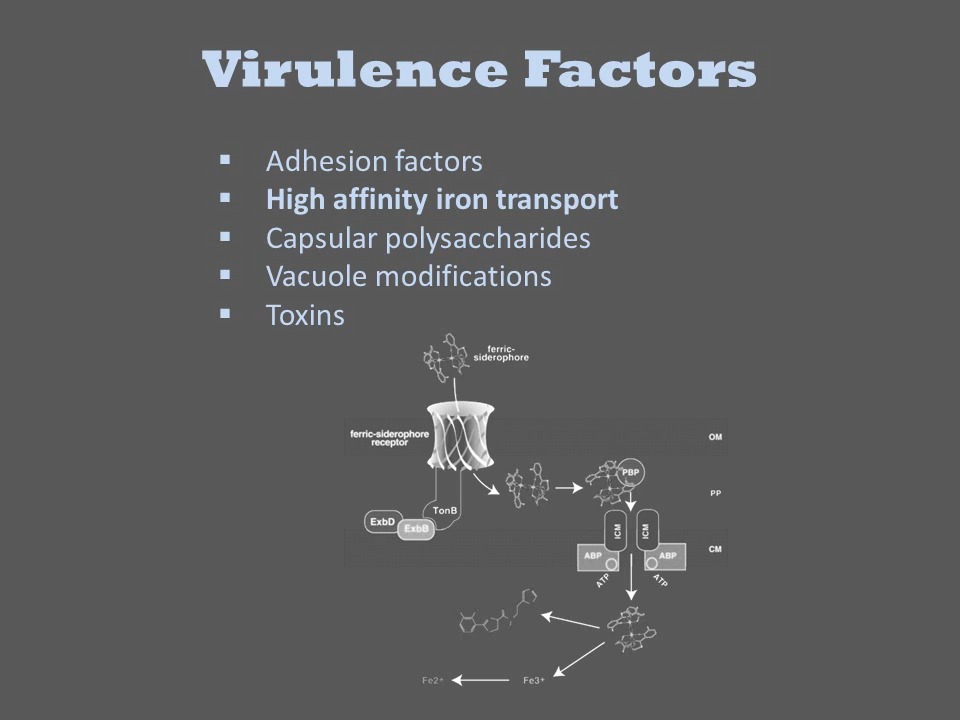 Virulence Factors
▪ Adhesion factors
▪ High affinity iron transport
▪ Capsular polysaccharides
▪ Vacuole modifications
▪ Toxins
ferric-
siderophore
ferric-siderophore
receptor
OM
PBP
PP
TonB
ExbD
ExbB
ICM
ICM
CM
ABP
ABP
ATP
ATP
Fe2+
Fe3+